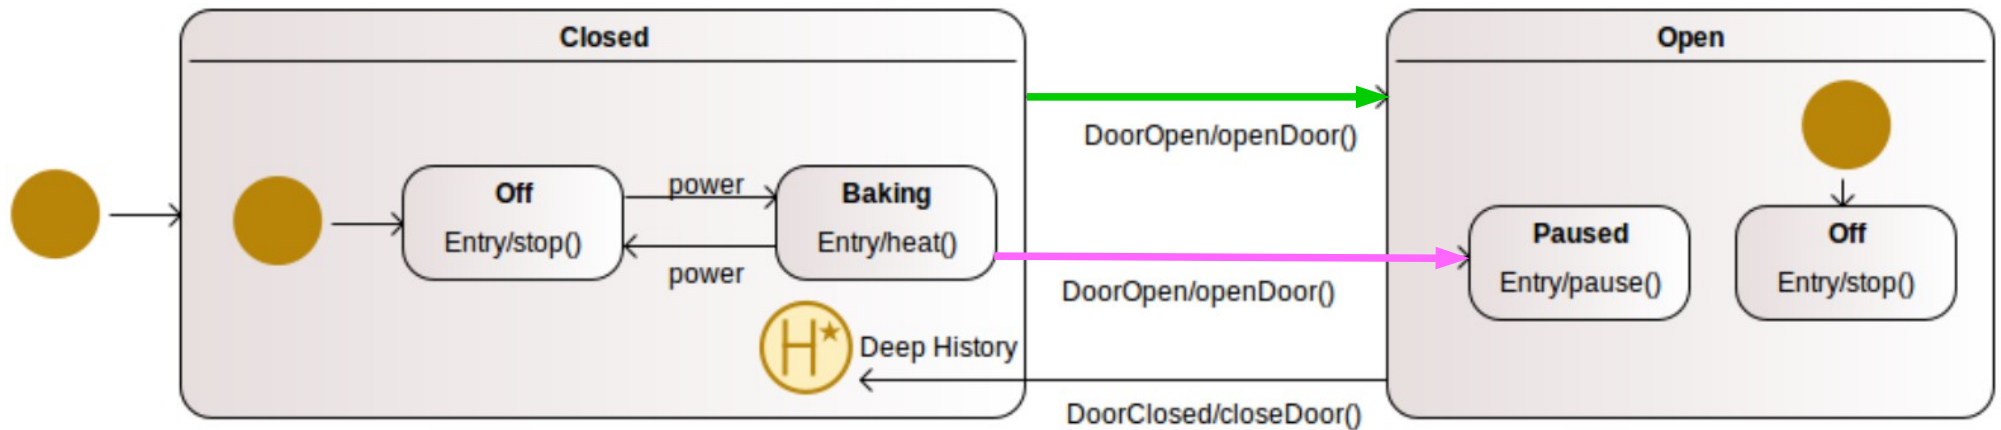 Closed
Open
DoorOpen/openDoor()
power
Off
Entry/stop()
Baking
Entry/heat()
power
Paused
Entry/pause()
Off
Entry/stop()
DoorOpen/openDoor()
H★
Deep History
DoorClosed/closeDoor()